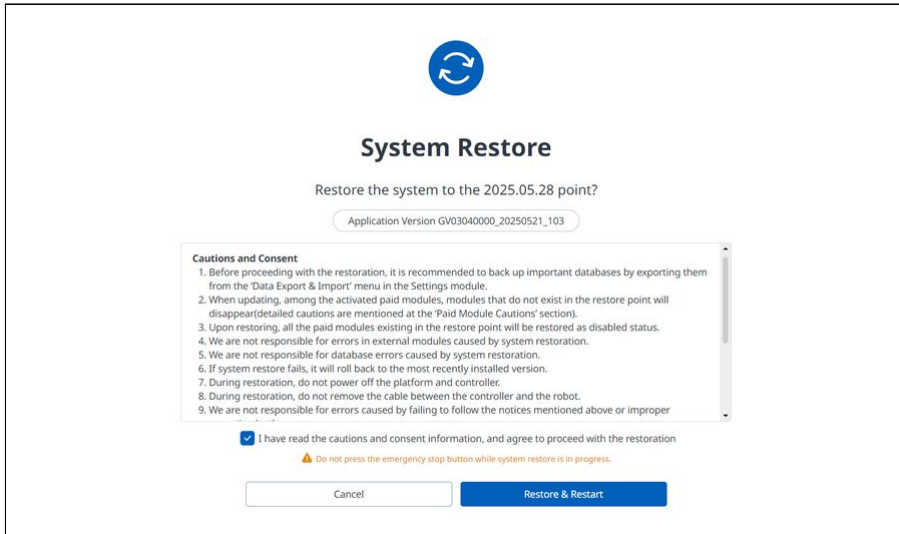 System Restore
Restore the system to the 2025.05.28 point?
Application Version GV03040000_20250521_103
Cautions and Consent
1. Before proceeding with the restoration, it is recommended to back up important databases by exporting them
from the 'Data Export & Import' menu in the Settings module.
2. When updating, among the activated paid modules, modules that do not exist in the restore point will
disappear(detailed cautions are mentioned at the 'Paid Module Cautions' section).
3. Upon restoring, all the paid modules existing in the restore point will be restored as disabled status.
4. We are not responsible for errors in external modules caused by system restoration.
5. We are not responsible for database errors caused by system restoration.
6. If system restore fails, it will roll back to the most recently installed version.
7. During restoration, do not power off the platform and controller.
8. During restoration, do not remove the cable between the controller and the robot.
9. We are not responsible for errors caused by failing to follow the notices mentioned above or improper
I have read the cautions and consent information, and agree to proceed with the restoration
Do not press the emergency stop button while system restore is in progress.
Cancel
Restore & Restart